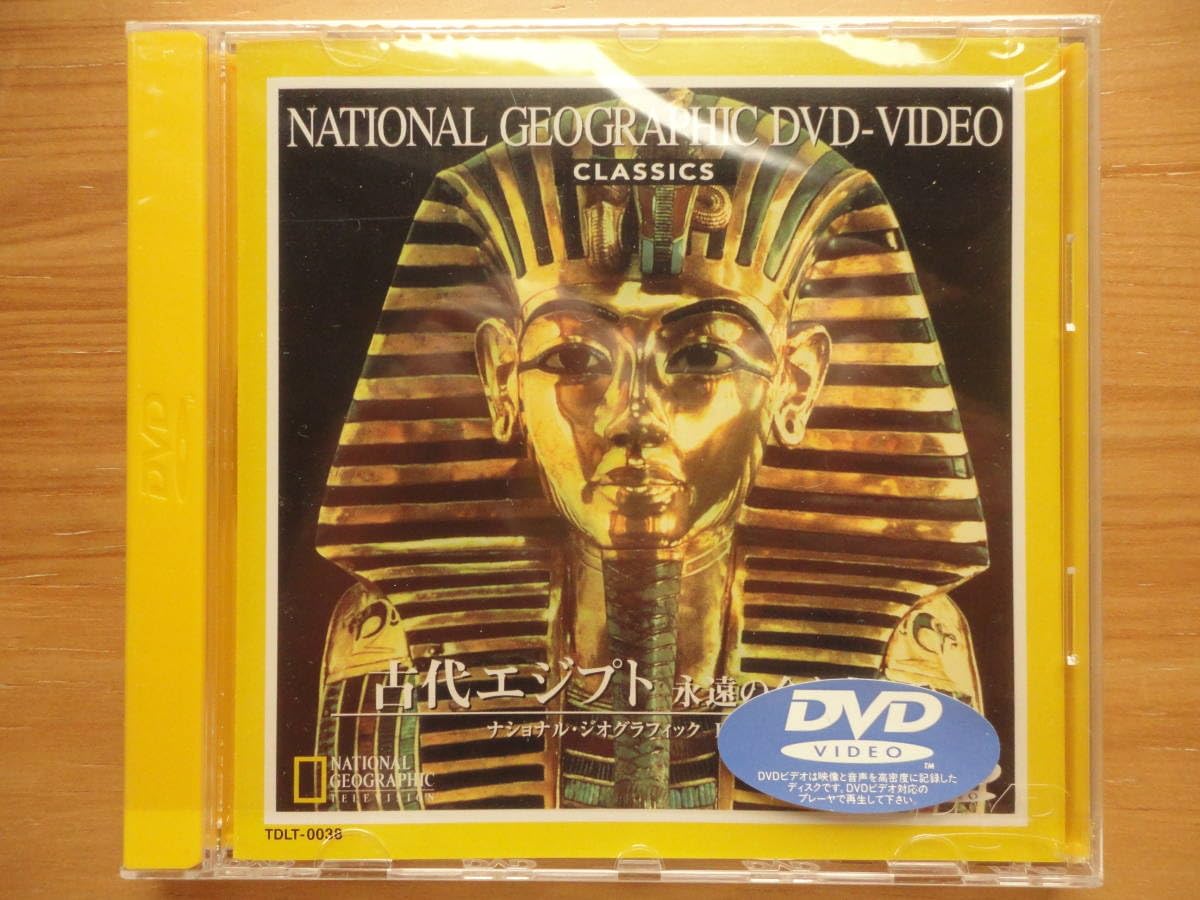 NATIONAL GEOGRAPHIC DVD-VIDEO
CLASSICS
DVD
古代エジプト 永遠の
ナショナル・ジオグラフィック
DVD
VIDEO
TM
DVDビデオは映像と音声を高密度に記録した
ディスクです。DVDビデオ対応の
プレーヤで再生して下さい。
NATIONAL
GEOGRAPHIC
TELEVISION
TDLT-0038